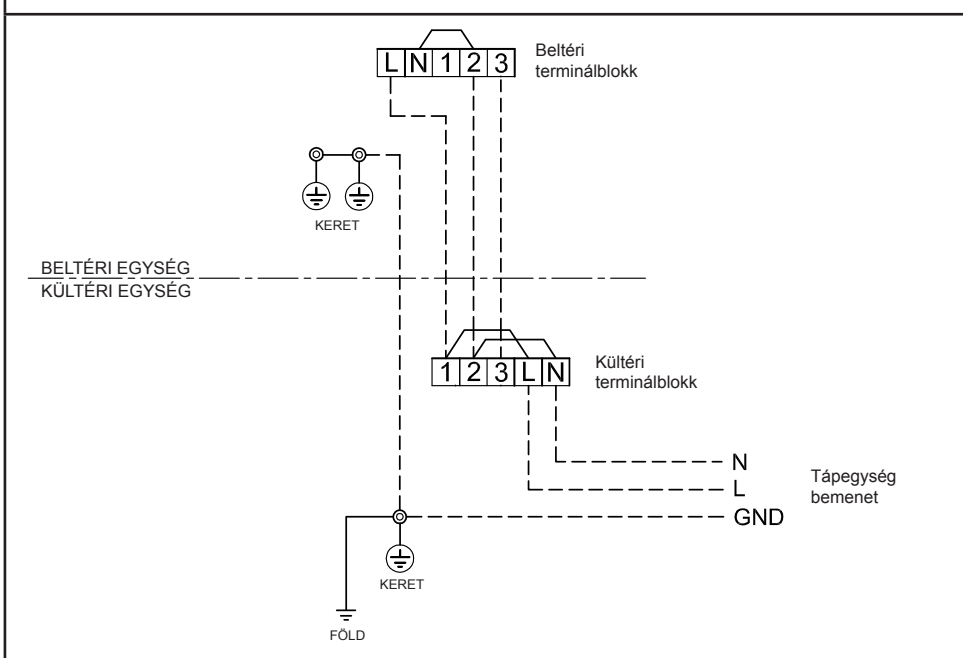 Beltéri
terminálblokk
L N 1 2 3
KERET
BELTÉRI EGYSÉG
KÜLTÉRI EGYSÉG
1 2 3 L N
Kültéri
terminálblokk
N
L
GND
Tápegység
bemenet
KERET
FÖLD